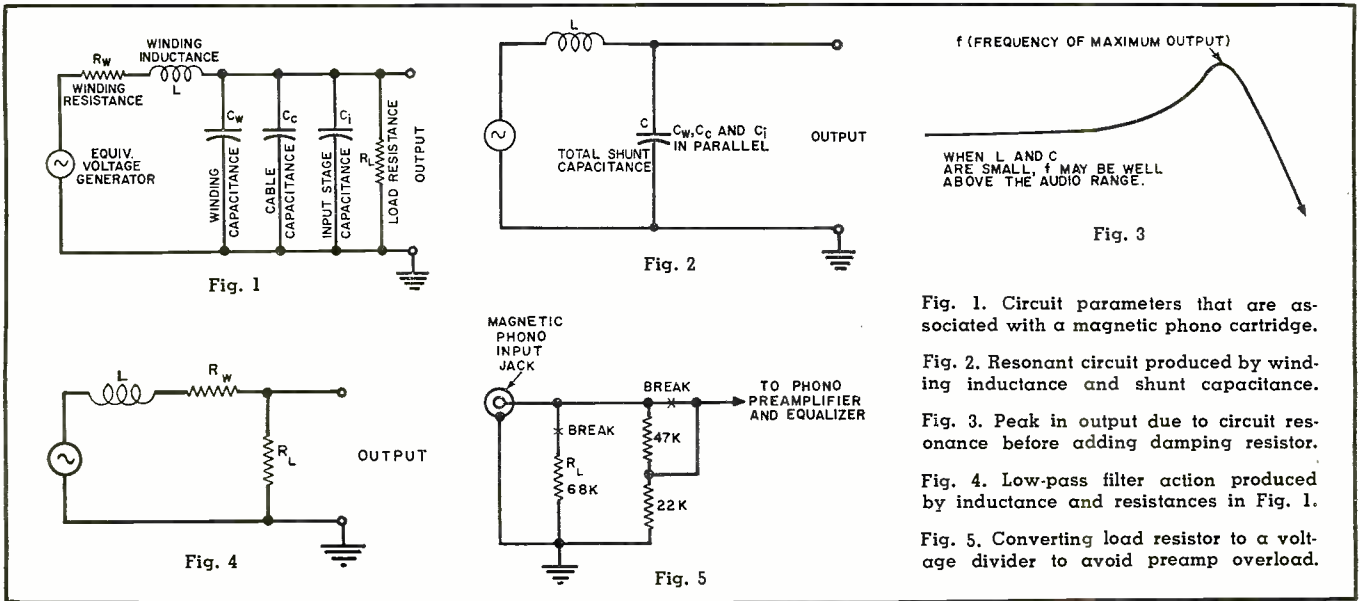 L
WINDING
INDUCTANCE
RW
WINDING
RESISTANCE
L
CW
CC
Ci
EQUIV.
VOLTAGE
GENERATOR
WINDING
CAPACITANCE
CABLE
CAPACITANCE
INPUT STAGE
CAPACITANCE
RL
LOAD RESISTANCE
OUTPUT
Fig. 1
C
CW,CC AND Ci
IN PARALLEL
TOTAL SHUNT
CAPACITANCE
OUTPUT
Fig. 2
f (FREQUENCY OF MAXIMUM OUTPUT)
WHEN L AND C
ARE SMALL, f MAY BE WELL
ABOVE THE AUDIO RANGE.
Fig. 3
L
RW
RL
OUTPUT
Fig. 4
MAGNETIC
PHONO
INPUT
JACK
BREAK
TO PHONO
PREAMPLIFIER
AND EQUALIZER
BREAK
47K
RL
68K
22K
Fig. 5
Fig. 1. Circuit parameters that are as-
sociated with a magnetic phono cartridge.
Fig. 2. Resonant circuit produced by wind-
ing inductance and shunt capacitance.
Fig. 3. Peak in output due to circuit res-
onance before adding damping resistor.
Fig. 4. Low-pass filter action produced
by inductance and resistances in Fig. 1.
Fig. 5. Converting load resistor to a volt-
age divider to avoid preamp overload.